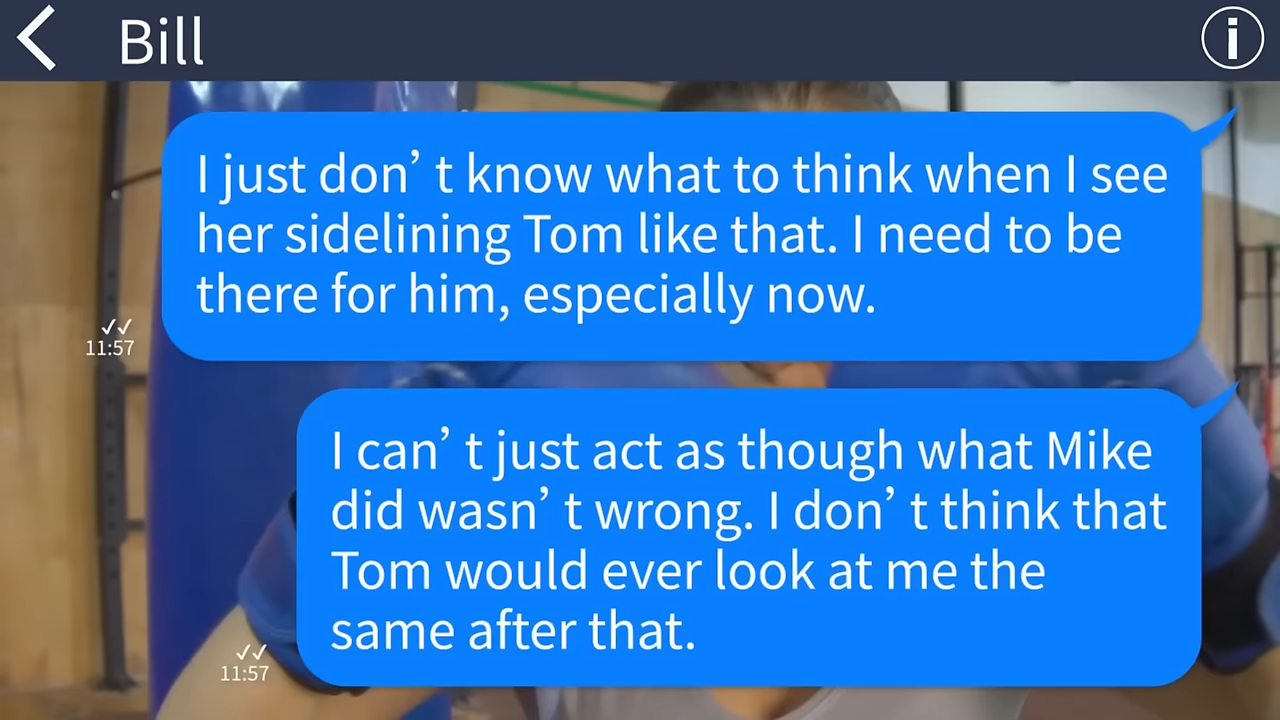 Bill
I just don’ t know what to think when I see
her sidelining Tom like that. I need to be
there for him, especially now.
11:57
I can’ t just act as though what Mike
did wasn’ t wrong. I don’ t think that
Tom would ever look at me the
same after that.
11:57